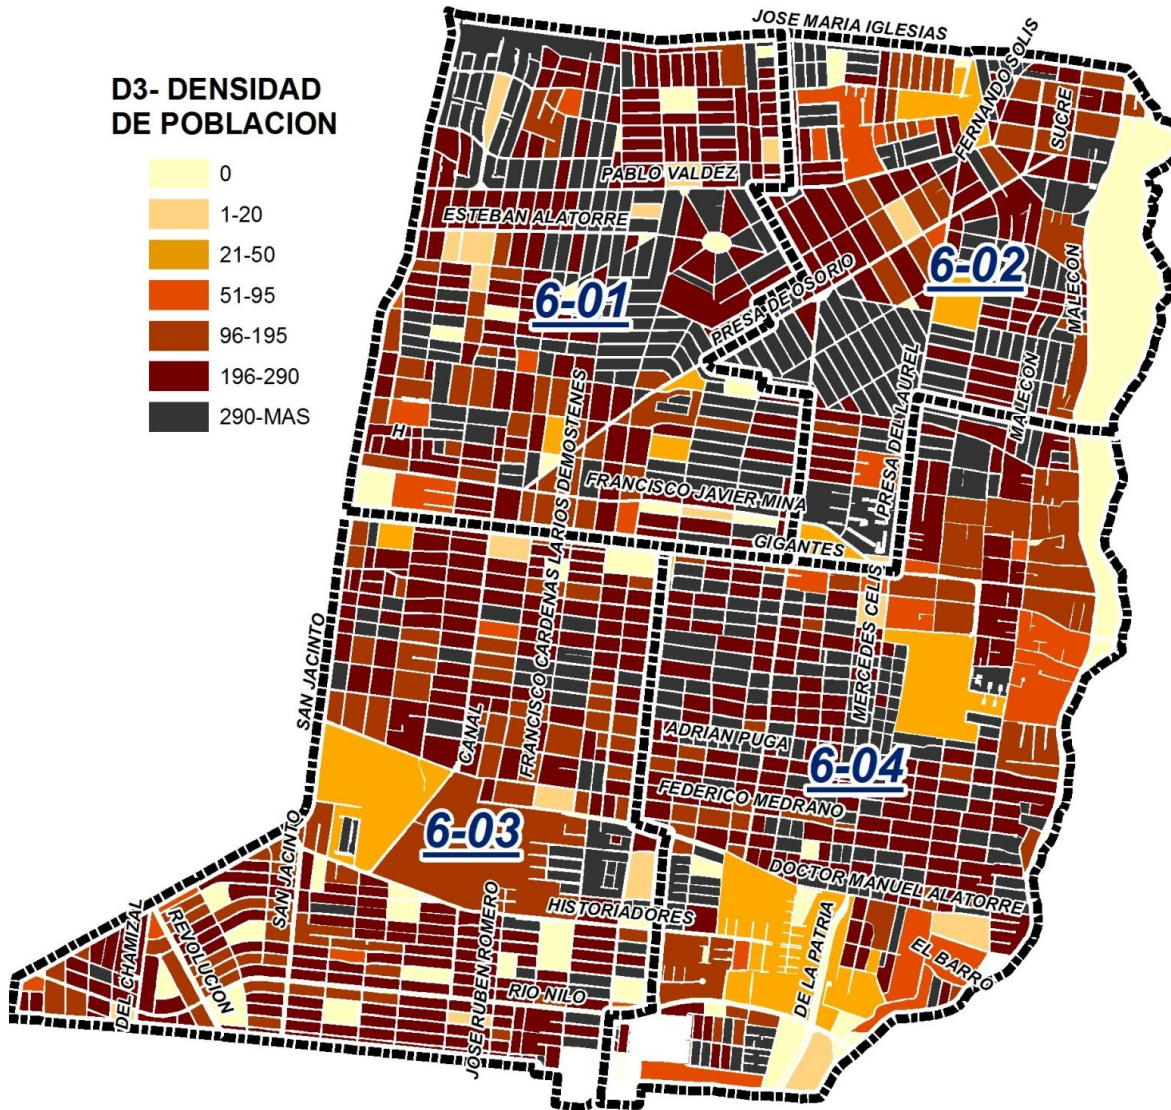 JOSE MARIA IGLESIAS
FERNANDO SOLIS
D3- DENSIDAD
DE POBLACION
0
1-20
21-50
51-95
96-195
196-290
290-MAS
SUCRE
PABLO VALDEZ
ESTEBAN ALATORRE
6-01
6-02
MALECON
PRESA DE OSORIO
MALECON
PRESA DEL LAUREL
H
FRANCISCO JAVIER MINA
GIGANTES
FRANCISCO CARDENAS LARIOS DEMOSTENES
MERCEDES CELIS
SAN JACINTO
CANAL
ADRIAN PUGA
6-04
FEDERICO MEDRANO
6-03
SAN JACINTO
DOCTOR MANUEL ALATORRE
HISTORIADORES
DE LA PATRIA
EL BARRO
DEL CHAMIZAL
REVOLUCION
JOSE RUBEN ROMERO
RIO NILO